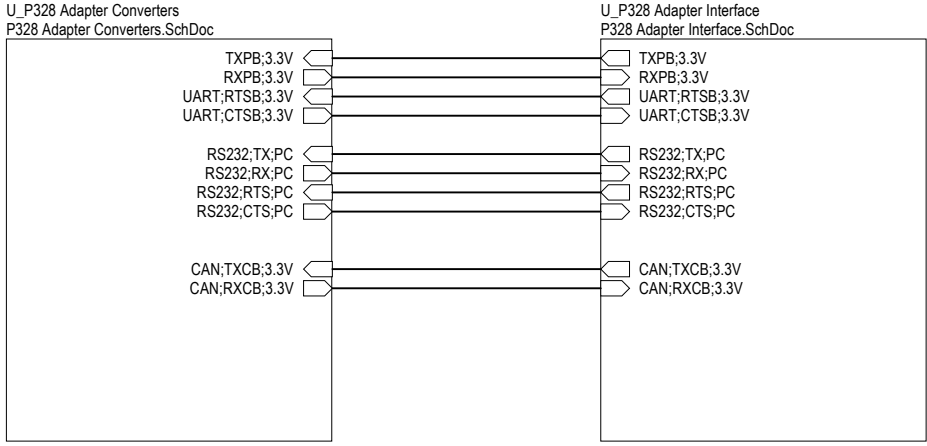 U_P328 Adapter Converters
P328 Adapter Converters.SchDoc
TXPB;3.3V
RXPB;3.3V
UART;RTSB;3.3V
UART;CTSB;3.3V
RS232;TX;PC
RS232;RX;PC
RS232;RTS;PC
RS232;CTS;PC
CAN;TXCB;3.3V
CAN;RXCB;3.3V
U_P328 Adapter Interface
P328 Adapter Interface.SchDoc
TXPB;3.3V
RXPB;3.3V
UART;RTSB;3.3V
UART;CTSB;3.3V
RS232;TX;PC
RS232;RX;PC
RS232;RTS;PC
RS232;CTS;PC
CAN;TXCB;3.3V
CAN;RXCB;3.3V